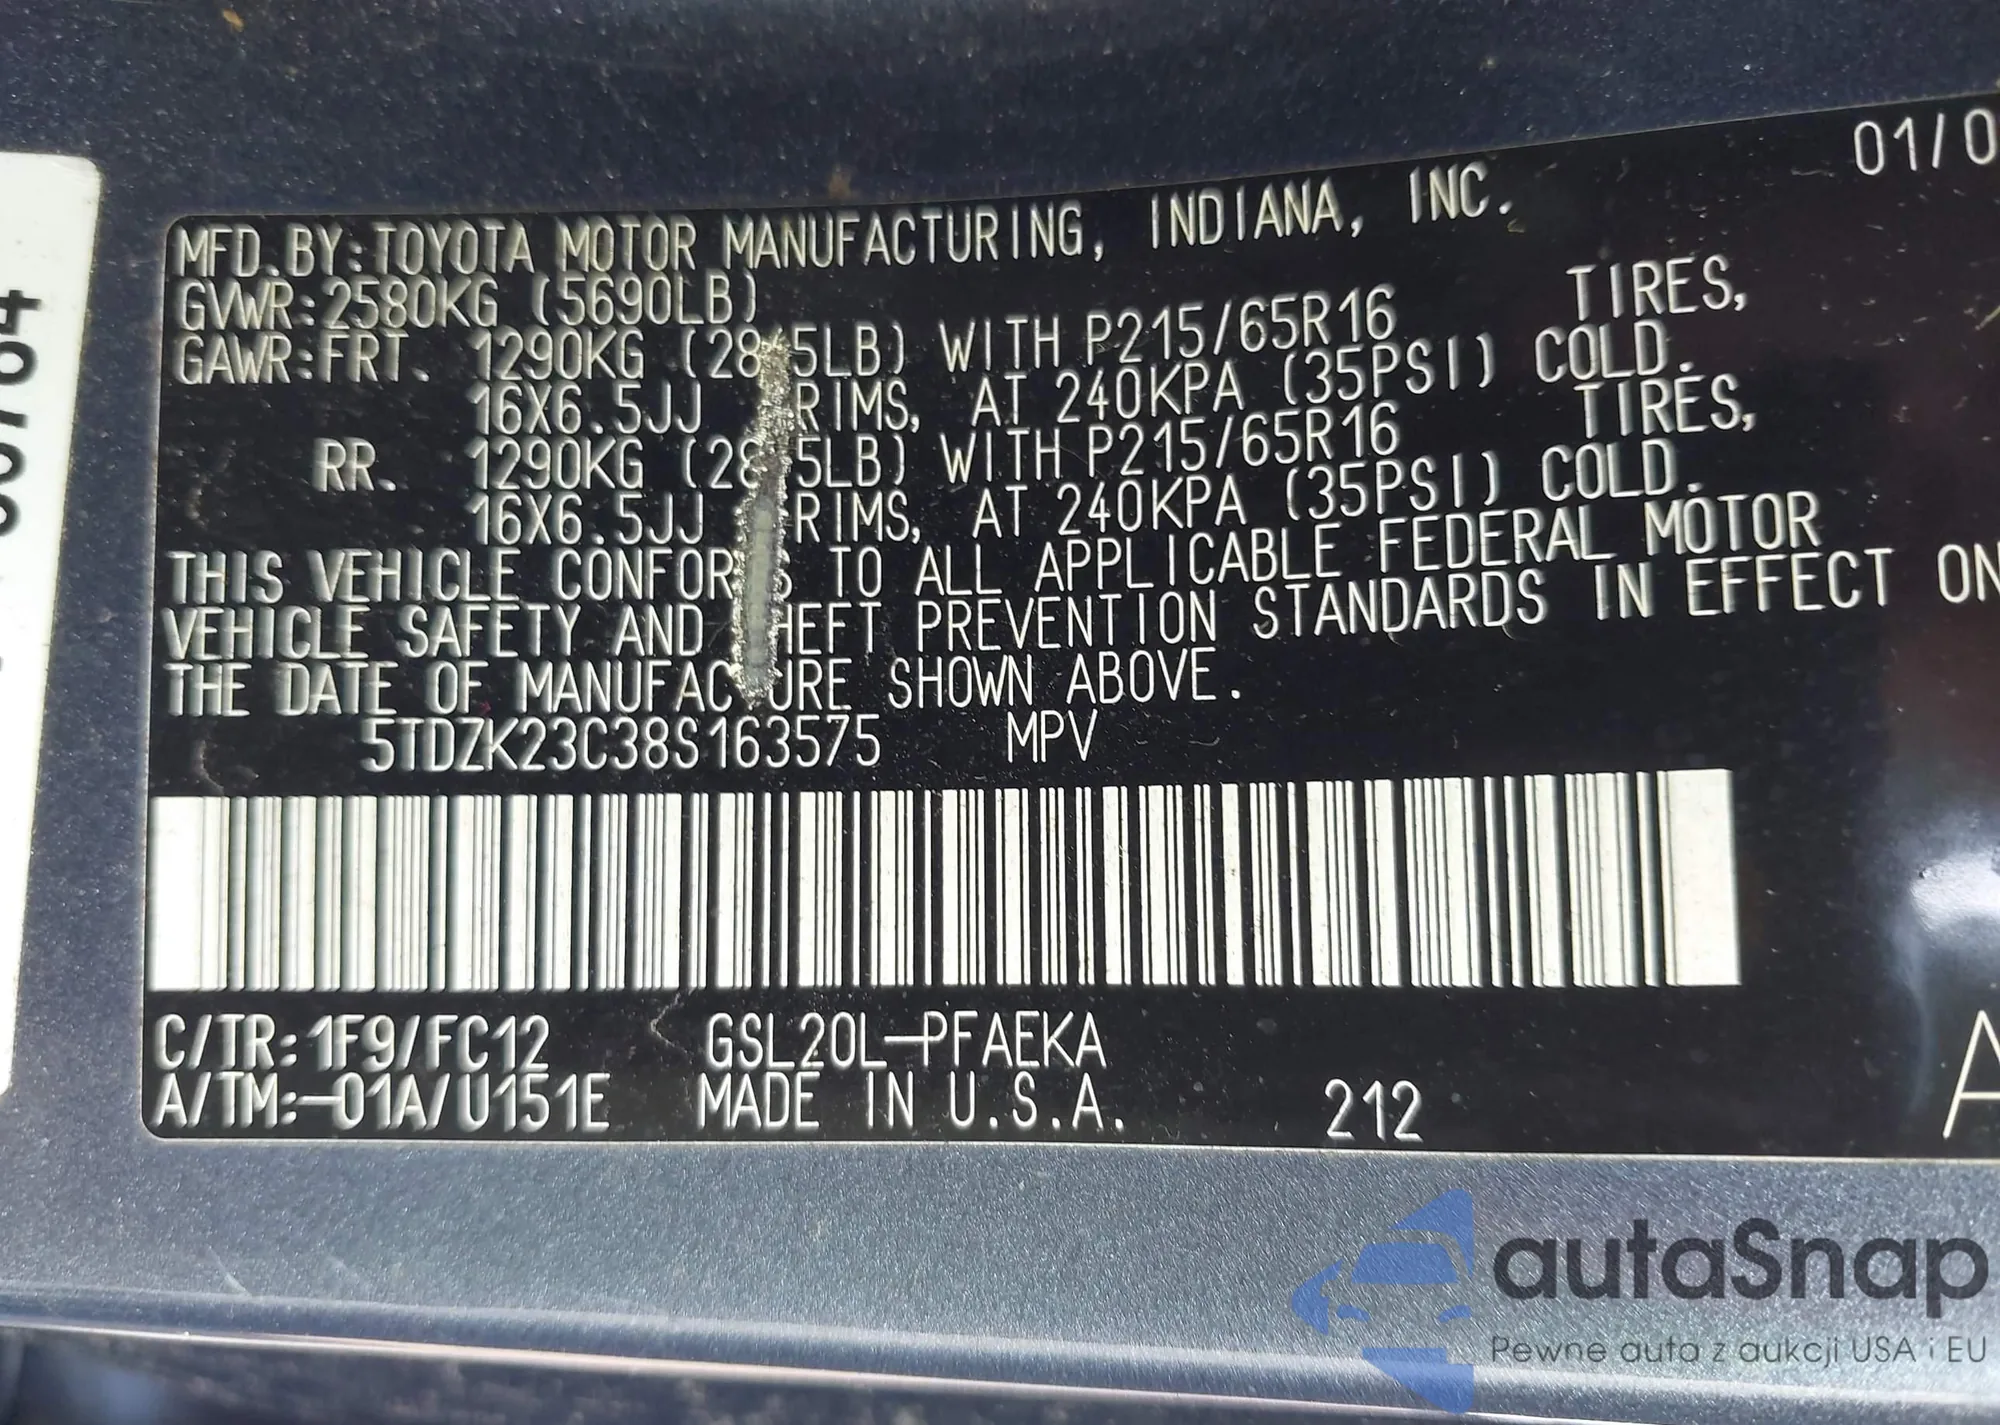 01/0
MFD.BY:TOYOTA MOTOR MANUFACTURING, INDIANA, INC.
GVWR:2580KG (5690LB)
GAWR:FRT. 1290KG (28 5LB) WITH P215/65R16 TIRES,
16X6.5JJ RIMS, AT 240KPA (35PSI) COLD.
RR. 1290KG (28 5LB) WITH P215/65R16 TIRES,
16X6.5JJ RIMS, AT 240KPA (35PSI) COLD.
THIS VEHICLE CONFOR S TO ALL APPLICABLE FEDERAL MOTOR
VEHICLE SAFETY AND HEFT PREVENTION STANDARDS IN EFFECT ON
THE DATE OF MANUFAC URE SHOWN ABOVE.
5TDZK23C38S163575 MPV
C/TR:1F9/FC12 GSL20L-PFAEKA
A/TM:-01A/U151E MADE IN U.S.A. 212
A
autaSnap
Pewne auta z aukcji USA i EU